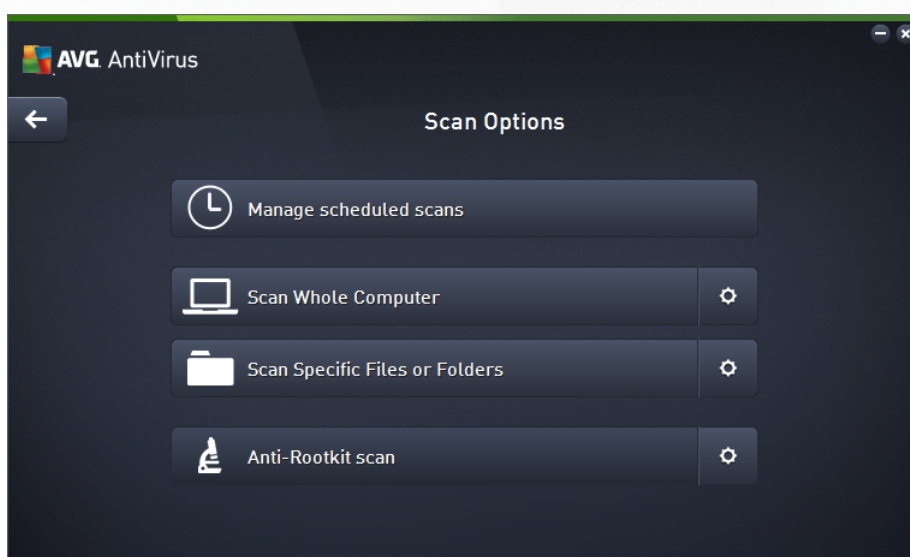 AVG. AntiVirus
Scan Options
Manage scheduled scans
Scan Whole Computer
Scan Specific Files or Folders
Anti-Rootkit scan